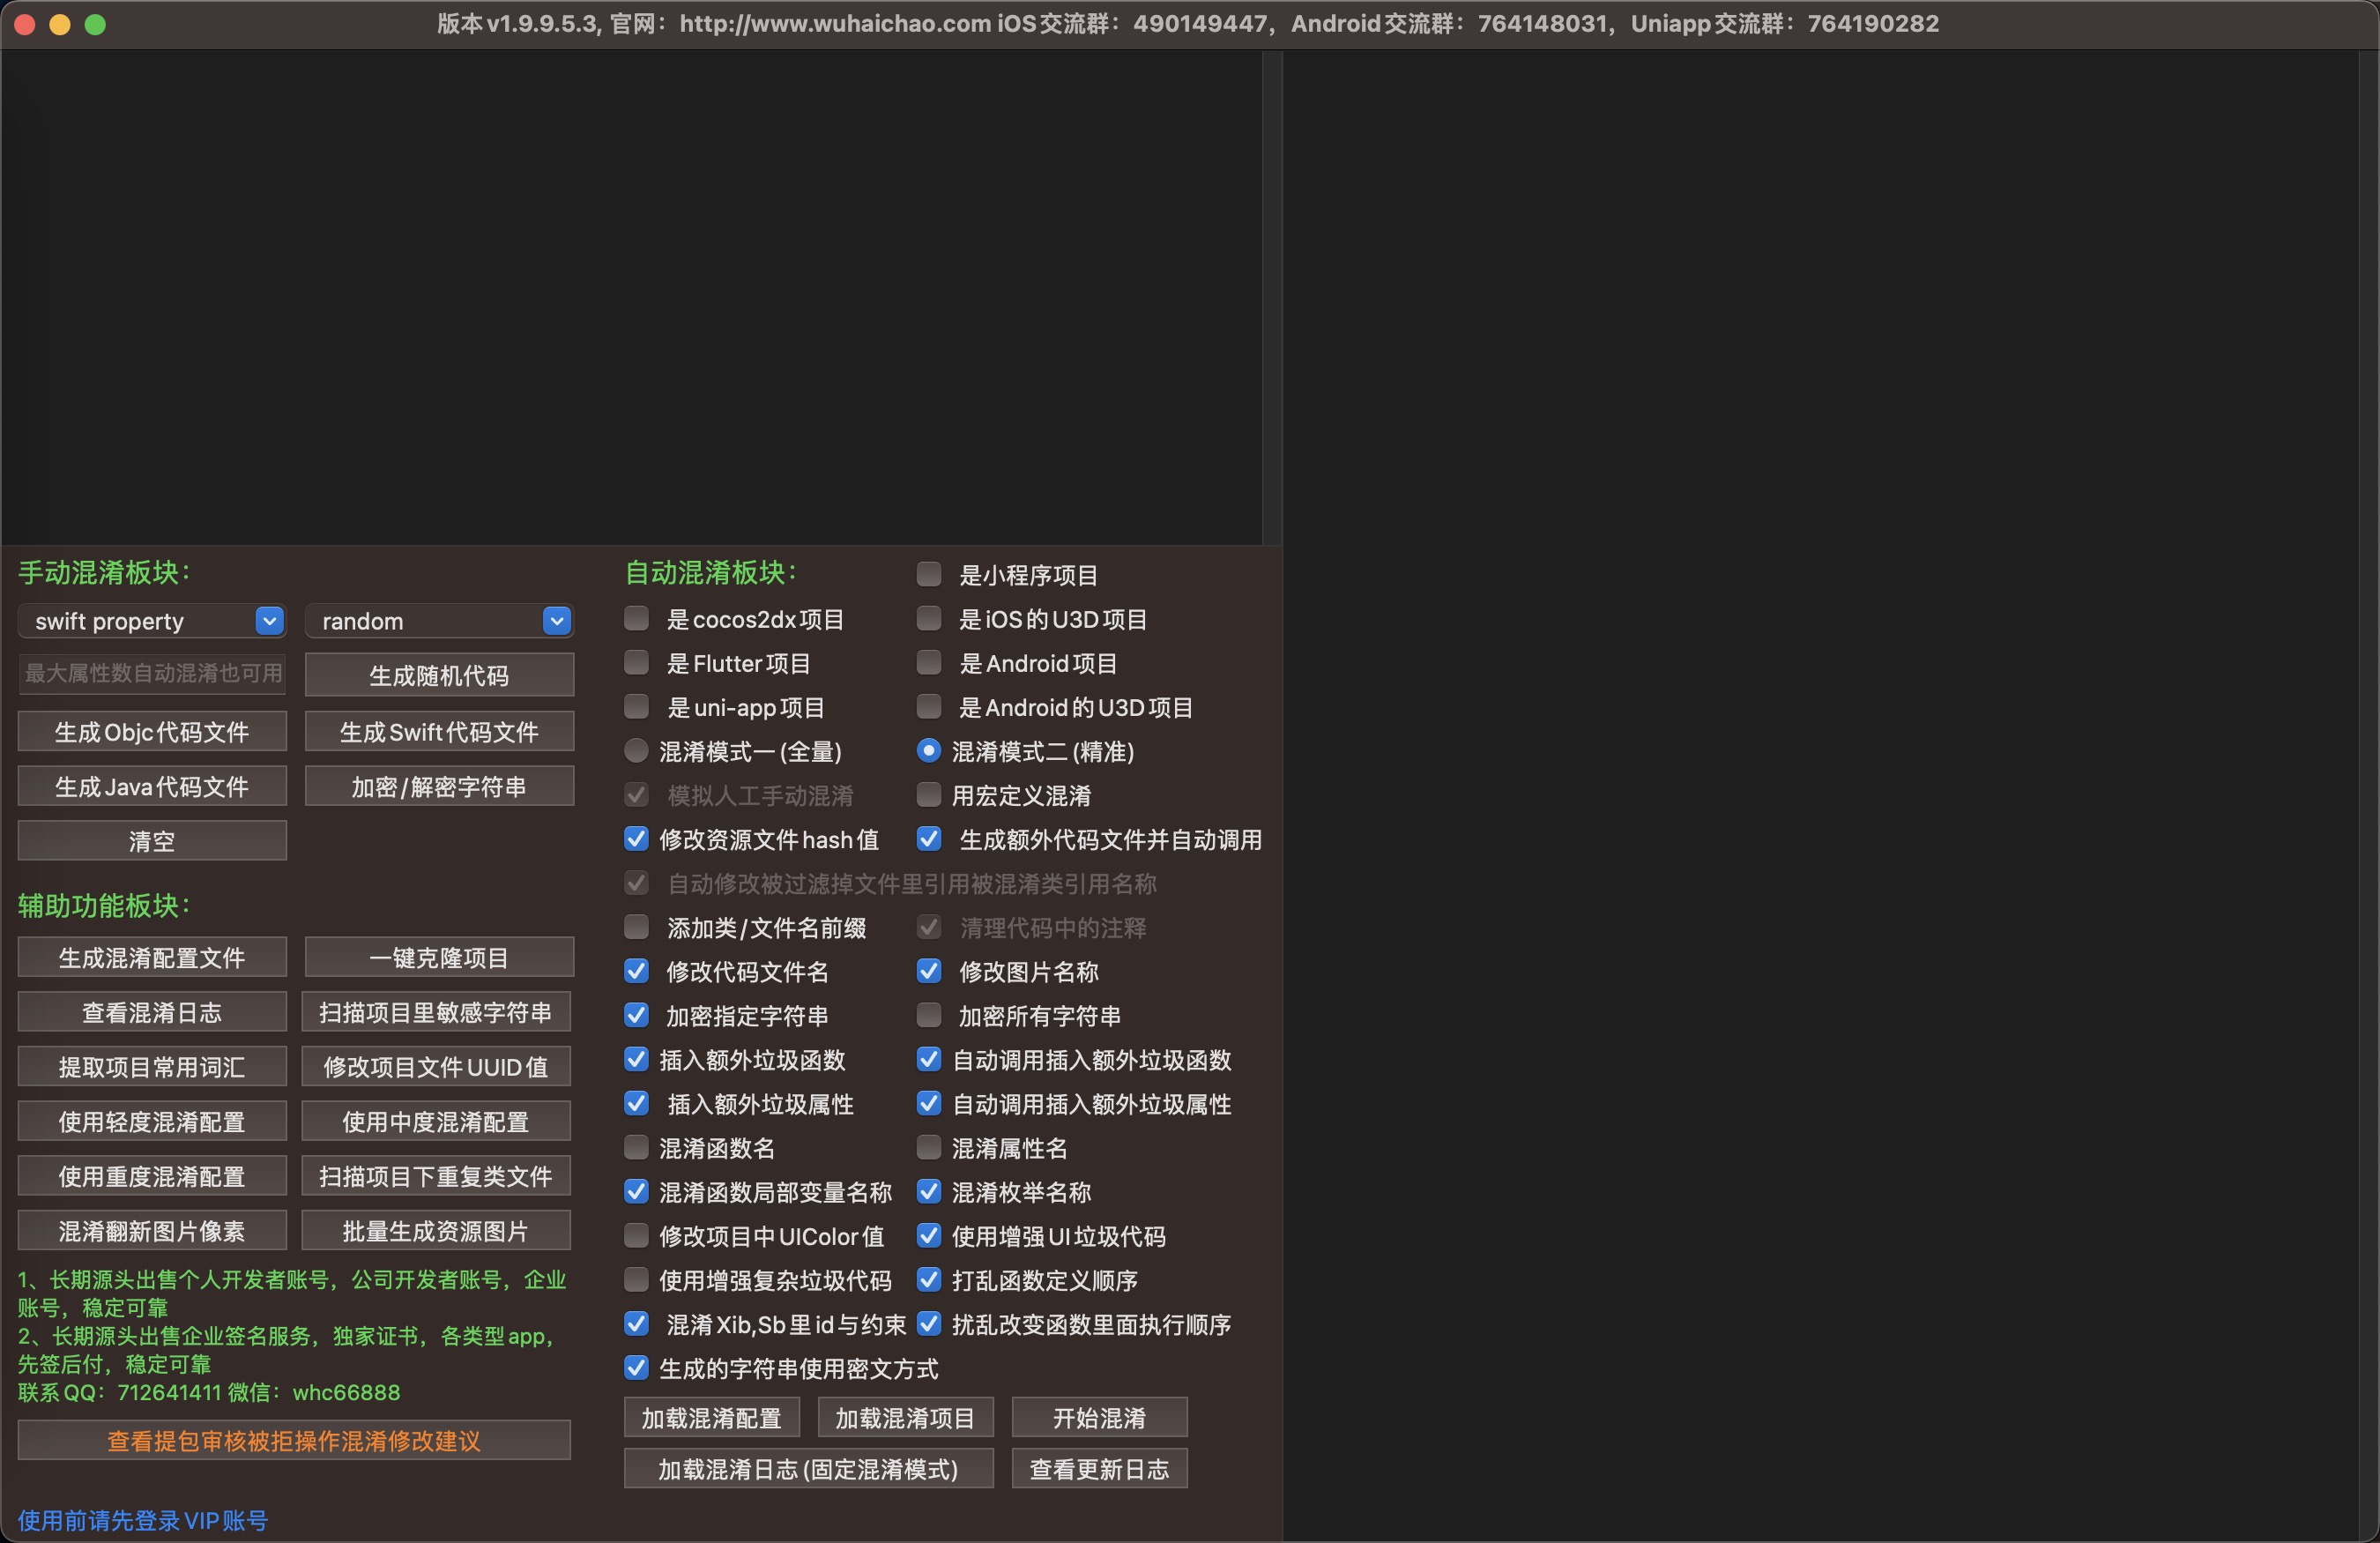 版本 v1.9.9.5.3, 官网：http://www.wuhaichao.com iOS交流群：490149447，Android交流群：764148031，Uniapp交流群：764190282
手动混淆板块：
swift property
random
最大属性数自动混淆也可用
生成随机代码
生成Objc代码文件
生成Swift代码文件
生成Java代码文件
加密/解密字符串
清空
辅助功能板块：
生成混淆配置文件
一键克隆项目
查看混淆日志
扫描项目里敏感字符串
提取项目常用词汇
修改项目文件UUID值
使用轻度混淆配置
使用中度混淆配置
使用重度混淆配置
扫描项目下重复类文件
混淆翻新图片像素
批量生成资源图片
1、长期源头出售个人开发者账号，公司开发者账号，企业
账号，稳定可靠
2、长期源头出售企业签名服务，独家证书，各类型app，
先签后付，稳定可靠
联系QQ：712641411 微信：whc66888
查看提包审核被拒操作混淆修改建议
使用前请先登录VIP账号
自动混淆板块：
是小程序项目
是cocos2dx项目
是iOS的U3D项目
是Flutter项目
是Android项目
是uni-app项目
是Android的U3D项目
混淆模式一(全量)
混淆模式二(精准)
模拟人工手动混淆
用宏定义混淆
修改资源文件hash值
生成额外代码文件并自动调用
自动修改被过滤掉文件里引用被混淆类引用名称
添加类/文件名前缀
清理代码中的注释
修改代码文件名
修改图片名称
加密指定字符串
加密所有字符串
插入额外垃圾函数
自动调用插入额外垃圾函数
插入额外垃圾属性
自动调用插入额外垃圾属性
混淆函数名
混淆属性名
混淆函数局部变量名称
混淆枚举名称
修改项目中UIColor值
使用增强UI垃圾代码
使用增强复杂垃圾代码
打乱函数定义顺序
混淆Xib,Sb里id与约束
扰乱改变函数里面执行顺序
生成的字符串使用密文方式
加载混淆配置
加载混淆项目
开始混淆
加载混淆日志(固定混淆模式)
查看更新日志